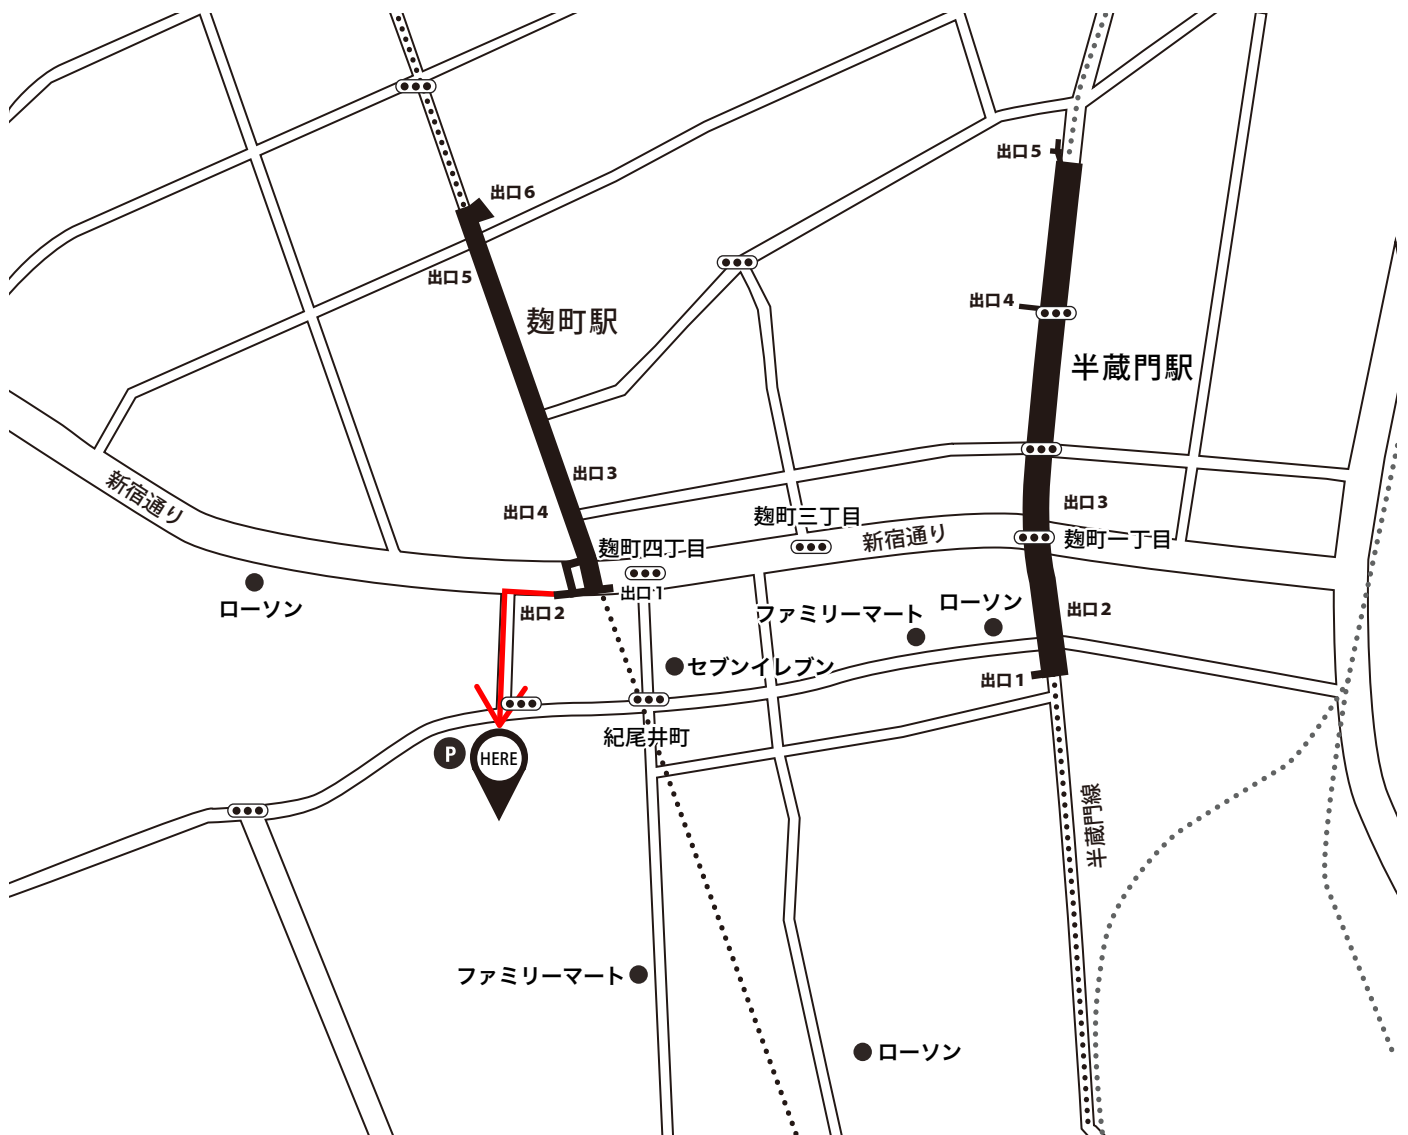 出口5
出口6
出口5
出口4
麹町駅
半蔵門駅
出口3
新宿通り
出口4
出口3
麹町三丁目
新宿通り
麹町一丁目
麹町四丁目
出口1
出口2
ローソン
ファミリーマート
ローソン
出口2
セブンイレブン
出口1
紀尾井町
P
HERE
半蔵門線
ファミリーマート
ローソン